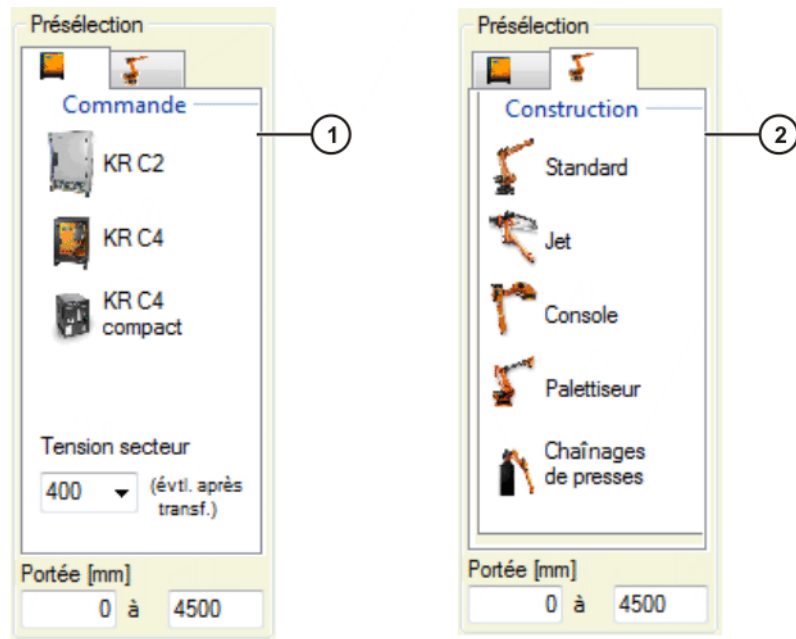 Présélection
Commande
KR C2
KR C4
KR C4
compact
Tension secteur
400
(évtl. après
transf.)
Portée [mm]
0 à 4500
1
Présélection
Construction
Standard
Jet
Console
Palettiseur
Chaînages
de presses
Portée [mm]
0 à 4500
2